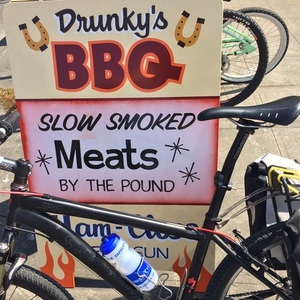 Drunky's
BBQ
SLOW SMOKED
Meats
BY THE POUND
SUN